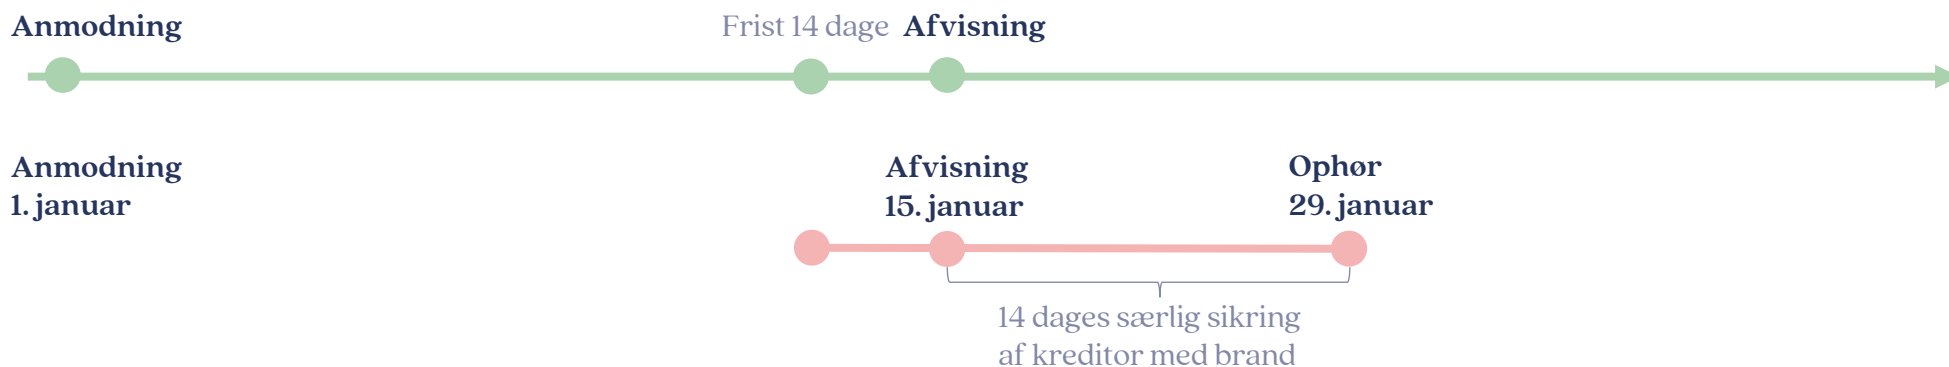 Anmodning
Frist 14 dage
Afvisning
Anmodning
1. januar
Afvisning
15. januar
Ophør
29. januar
14 dages særlig sikring
af kreditor med brand